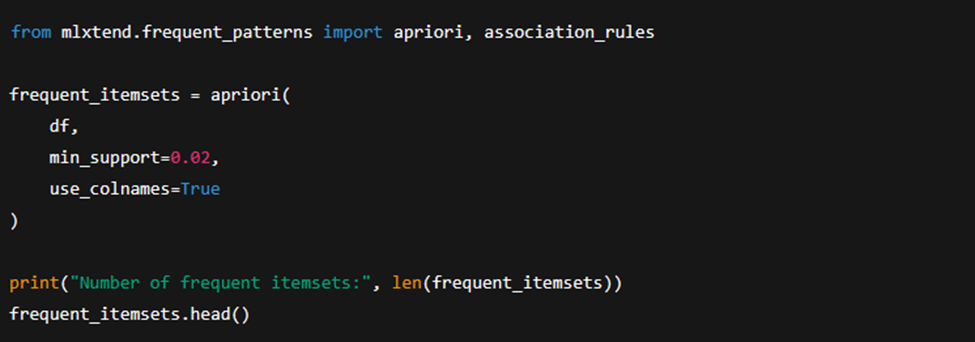 from mlxtend.frequent_patterns import apriori, association_rules

frequent_itemsets = apriori(
    df,
    min_support=0.02,
    use_colnames=True
)

print("Number of frequent itemsets:", len(frequent_itemsets))
frequent_itemsets.head()